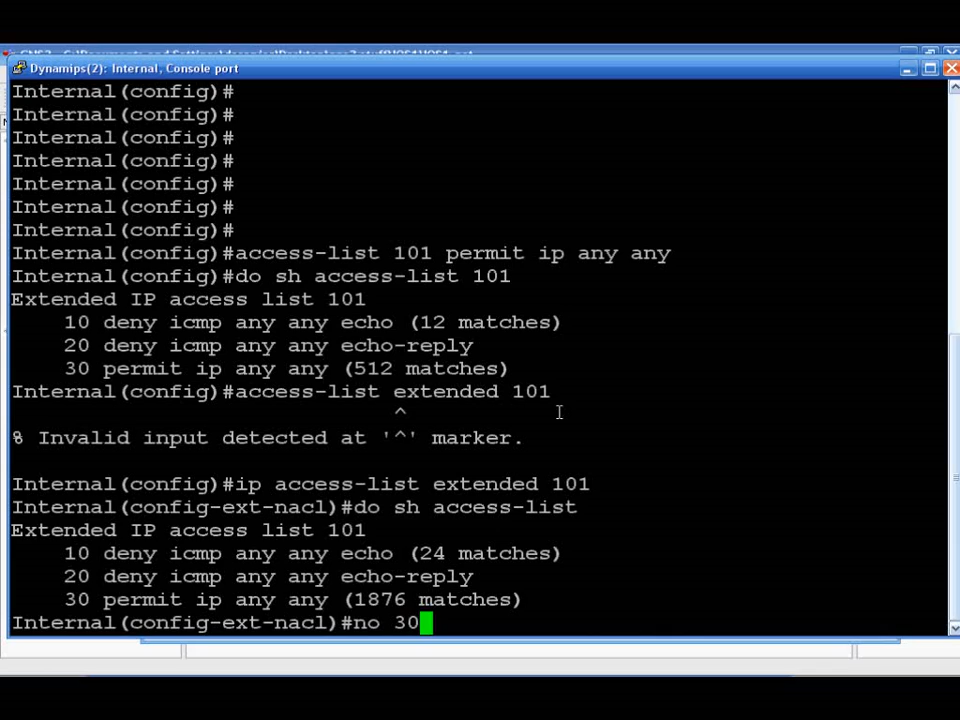 Dynamips(2): Internal, Console port
Internal(config)#
Internal(config)#
Internal(config)#
Internal(config)#
Internal(config)#
Internal(config)#
Internal(config)#
Internal(config)#access-list 101 permit ip any any
Internal(config)#do sh access-list 101
Extended IP access list 101
    10 deny icmp any any echo (12 matches)
    20 deny icmp any any echo-reply
    30 permit ip any any (512 matches)
Internal(config)#access-list extended 101
                             ^
% Invalid input detected at '^' marker.
Internal(config)#ip access-list extended 101
Internal(config-ext-nacl)#do sh access-list
Extended IP access list 101
    10 deny icmp any any echo (24 matches)
    20 deny icmp any any echo-reply
    30 permit ip any any (1876 matches)
Internal(config-ext-nacl)#no 30